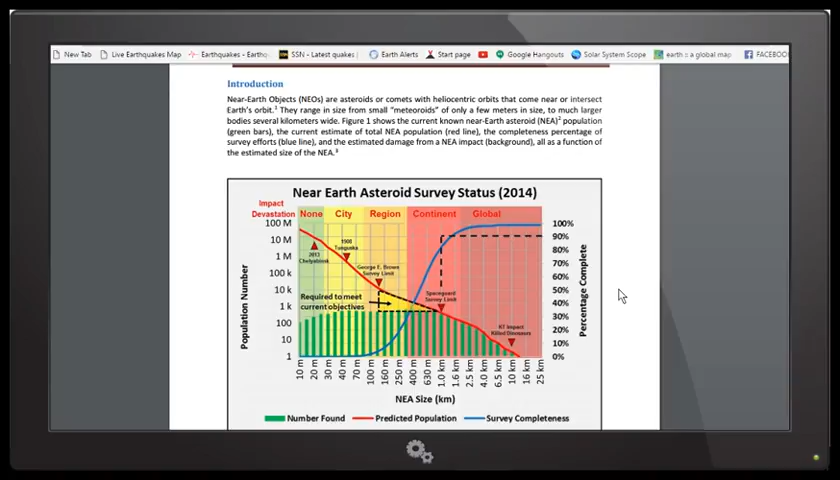 New Tab
Live Earthquakes Map
Earthquakes - Eartho
SSN - Latest quakes
Earth Alerts
Start page
Google Hangouts
Solar System Scope
earth :: a global map
FACEBOO
Introduction
Near-Earth Objects (NEOs) are asteroids or comets with heliocentric orbits that come near or intersect
Earth's orbit.1 They range in size from small "meteoroids" of only a few meters in size, to much larger
bodies several kilometers wide. Figure 1 shows the current known near-Earth asteroid (NEA)2 population
(green bars), the current estimate of total NEA population (red line), the completeness percentage of
survey efforts (blue line), and the estimated damage from a NEA impact (background), all as a function of
the estimated size of the NEA.3
Near Earth Asteroid Survey Status (2014)
Impact
Devastation
None City Region Continent Global
100 M
10 M
1 M
100 k
10 k
1 k
100
10
1
Population Number
2013
Chelyabinsk
1908
Tunguska
George E. Brown
Survey Limit
Required to meet
current objectives
Spaceguard
Survey Limit
KT Impact
Killed Dinosaurs
100%
90%
80%
70%
60%
50%
40%
30%
20%
10%
0%
Percentage Complete
10 m
20 m
30 m
40 m
70 m
100 m
160 m
250 m
400 m
630 m
1.0 km
1.6 km
2.5 km
4.0 km
6.5 km
10 km
16 km
25 km
NEA Size (km)
Number Found Predicted Population Survey Completeness